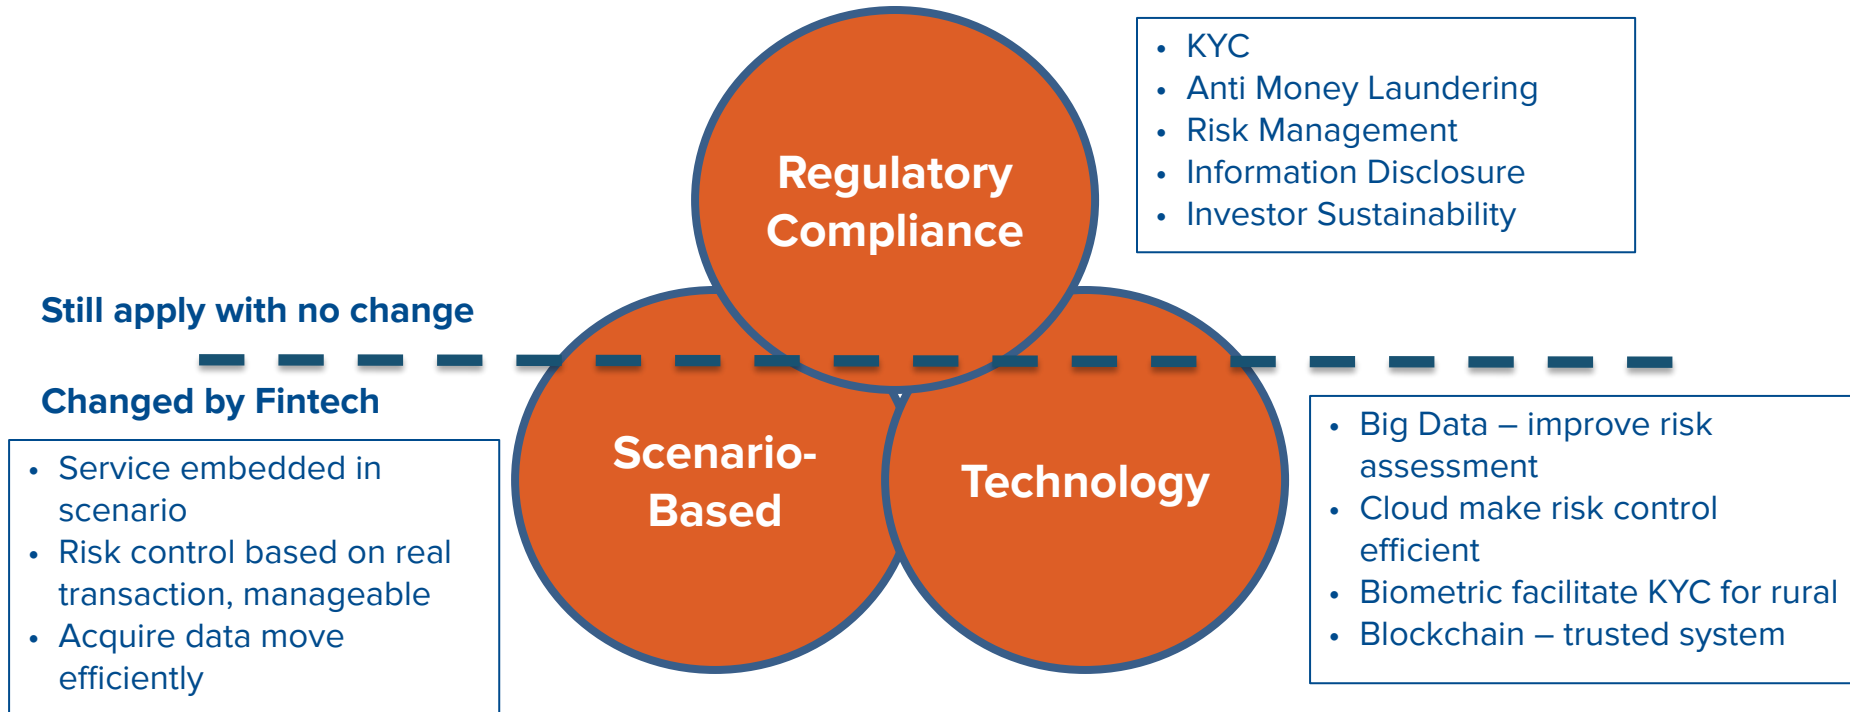 Regulatory
Compliance
• KYC
• Anti Money Laundering
• Risk Management
• Information Disclosure
• Investor Sustainability
Still apply with no change
Changed by Fintech
• Service embedded in
scenario
• Risk control based on real
transaction, manageable
• Acquire data move
efficiently
Scenario-
Based
Technology
• Big Data – improve risk
assessment
• Cloud make risk control
efficient
• Biometric facilitate KYC for rural
• Blockchain – trusted system